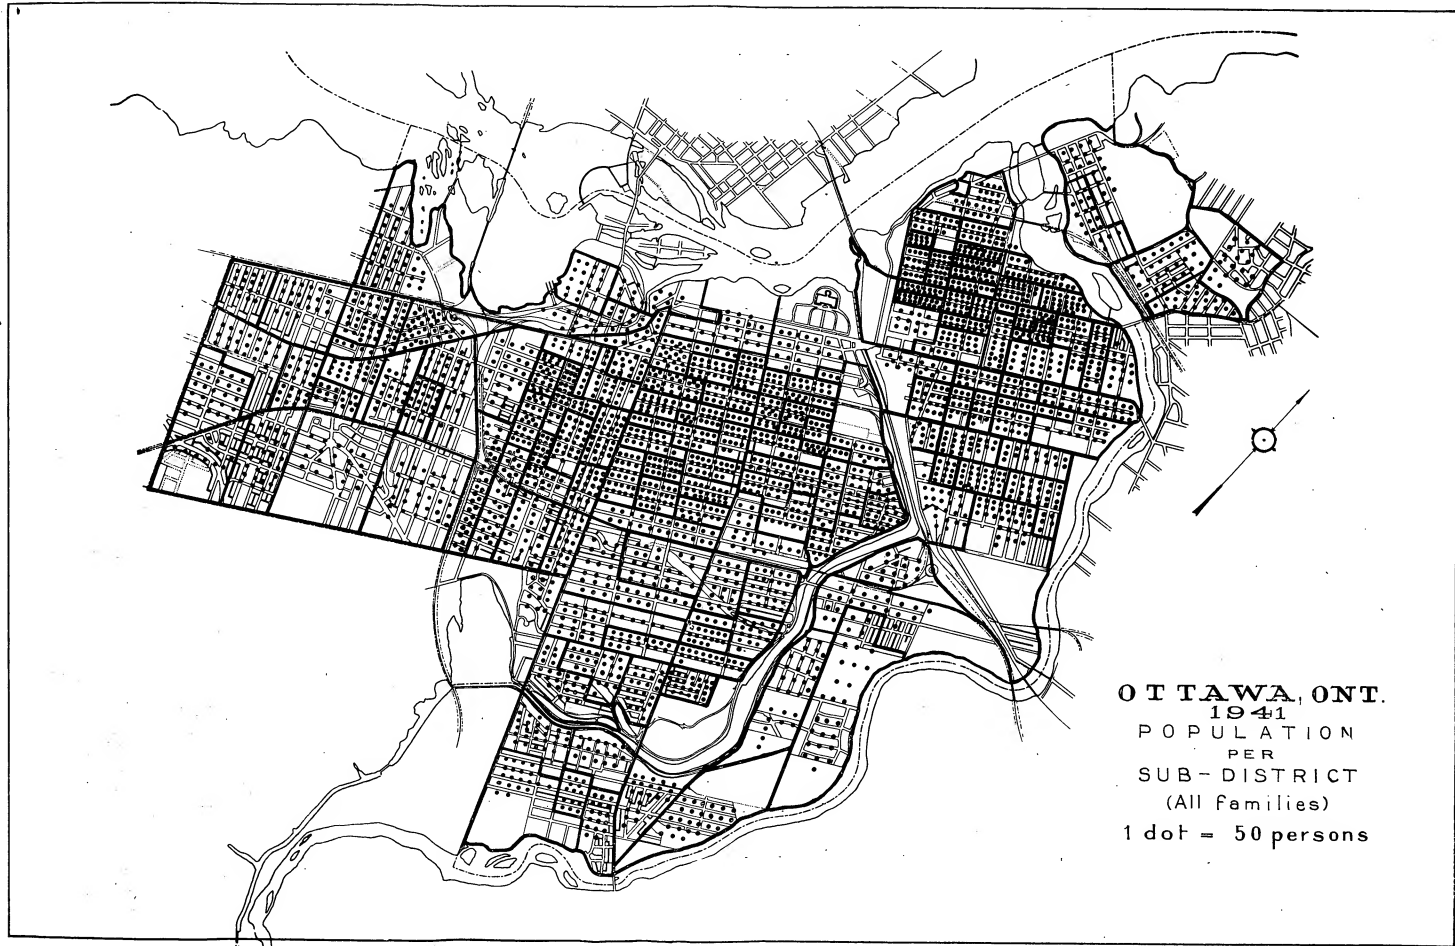 OTTAWA, ONT.
1941
POPULATION
PER
SUB-DISTRICT
(All families)
1 dot = 50 persons